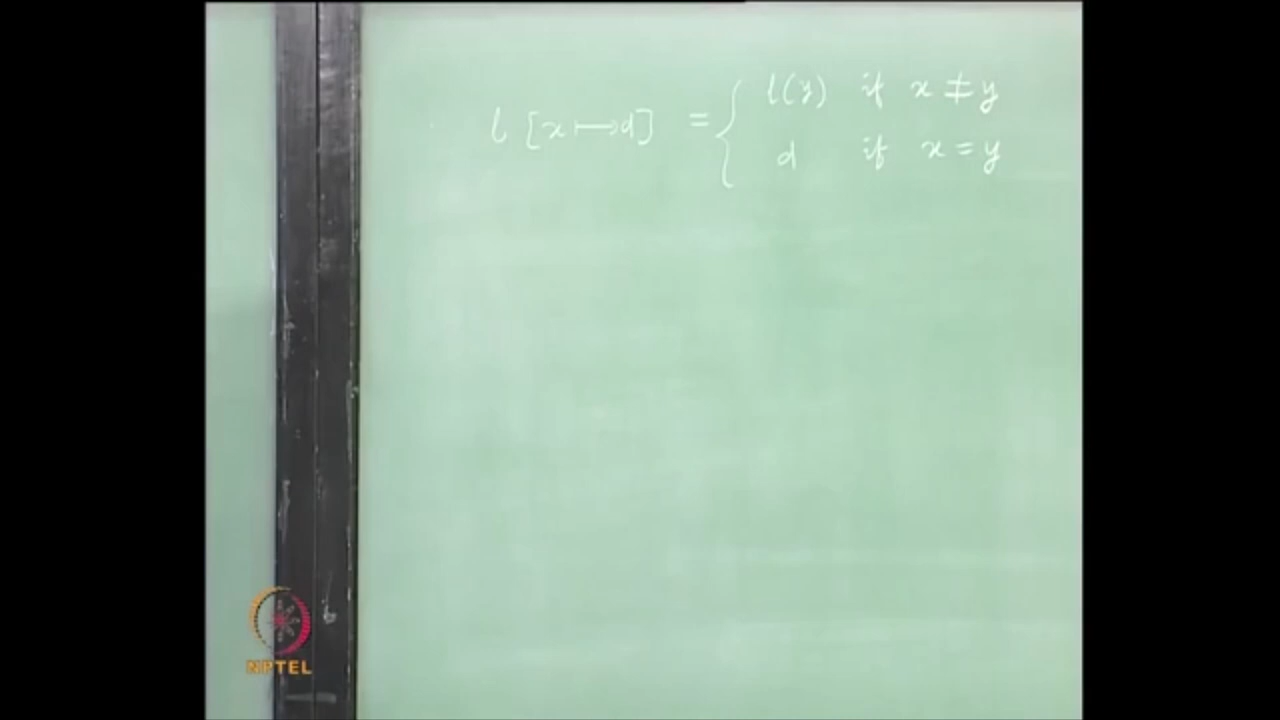 l [x ⟼ d] = { l(y) if x ≠ y
d if x = y
NPTEL